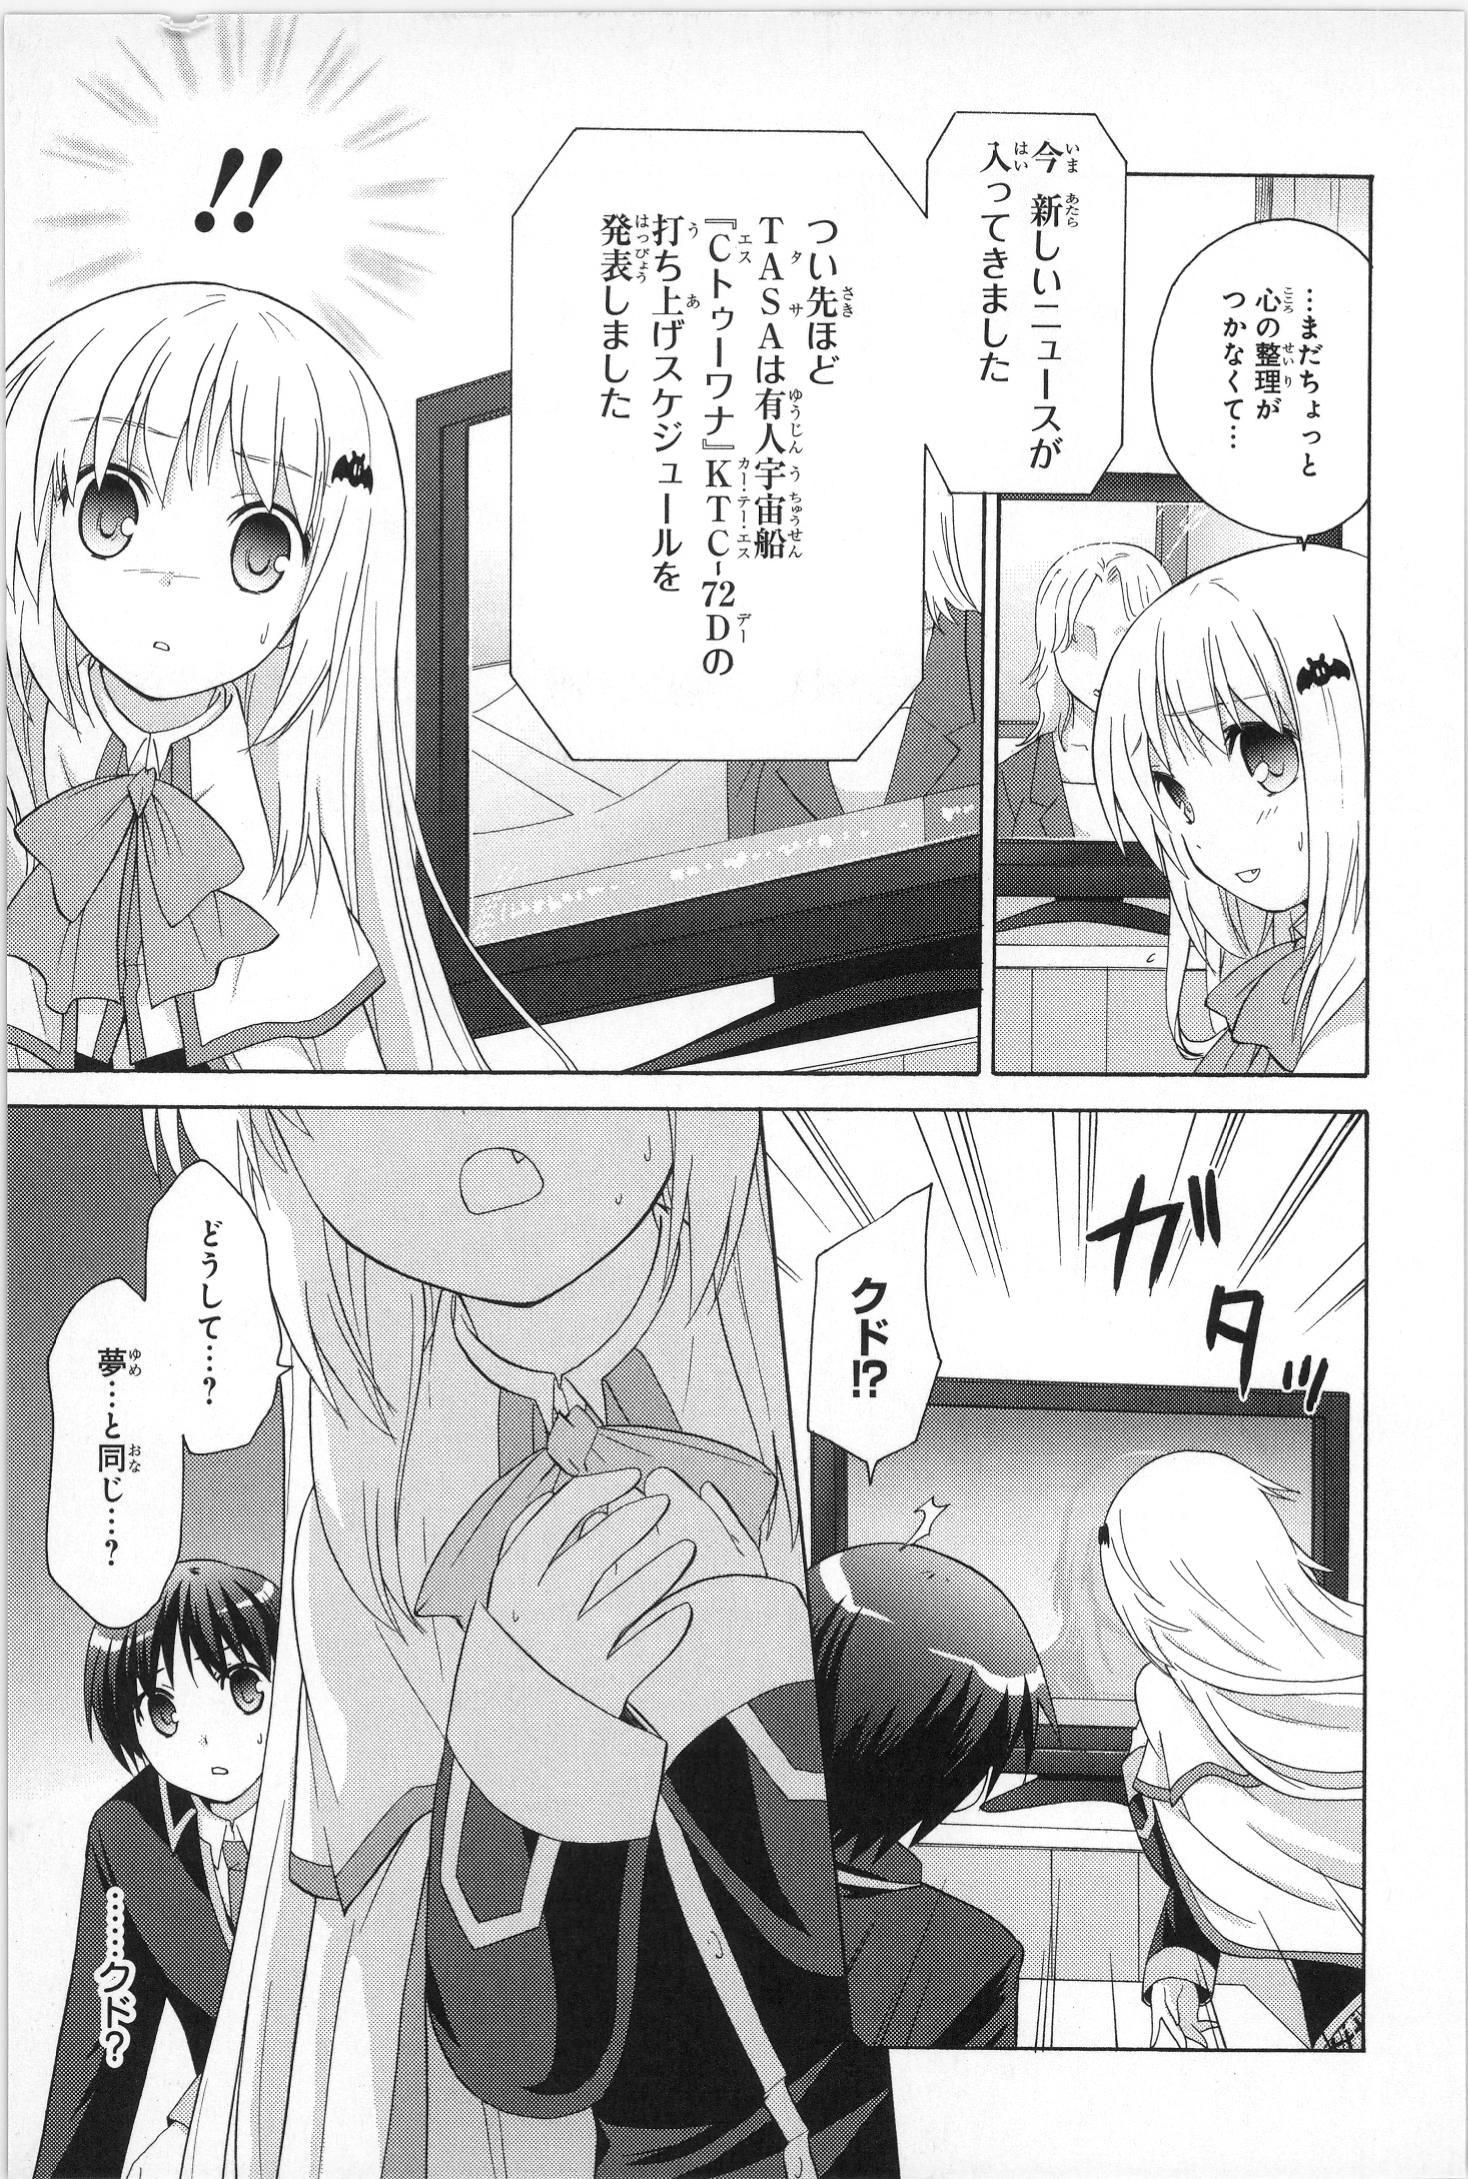 …まだちょっと
心の整理が
つかなくて…
今 新しいニュースが
入ってきました
つい先ほど
TASAは有人宇宙船
『Cトゥーワナ』KTC-72Dの
打ち上げスケジュールを
発表しました
!!
ガタッ
クド!?
どうして…?
夢…と同じ…?
……クド?